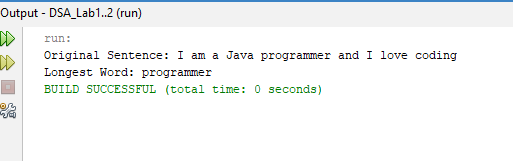 Output - DSA_Lab1..2 (run)
run:
Original Sentence: I am a Java programmer and I love coding
Longest Word: programmer
BUILD SUCCESSFUL (total time: 0 seconds)